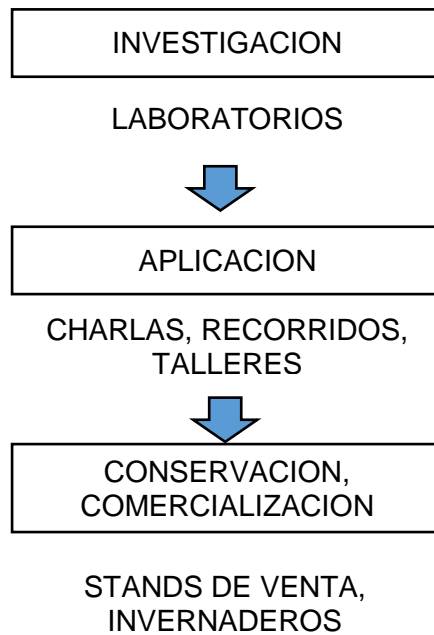 INVESTIGACION
LABORATORIOS
APLICACION
CHARLAS, RECORRIDOS,
TALLERES
CONSERVACION,
COMERCIALIZACION
STANDS DE VENTA,
INVERNADEROS